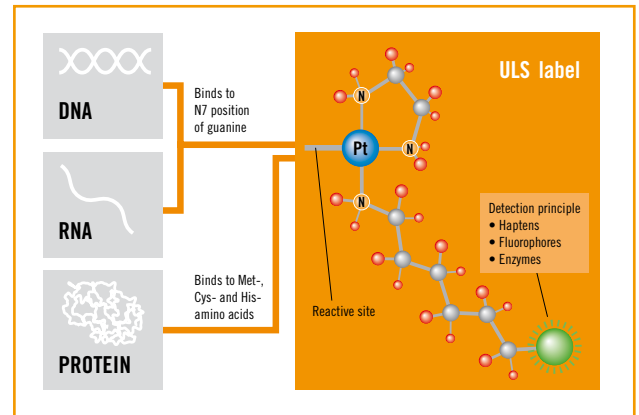 DNA
Binds to
N7 position
of guanine
RNA
Binds to Met-,
Cys- and His-
amino acids
PROTEIN
ULS label
N
N
Pt
N
Detection principle
• Haptens
• Fluorophores
• Enzymes
Reactive site